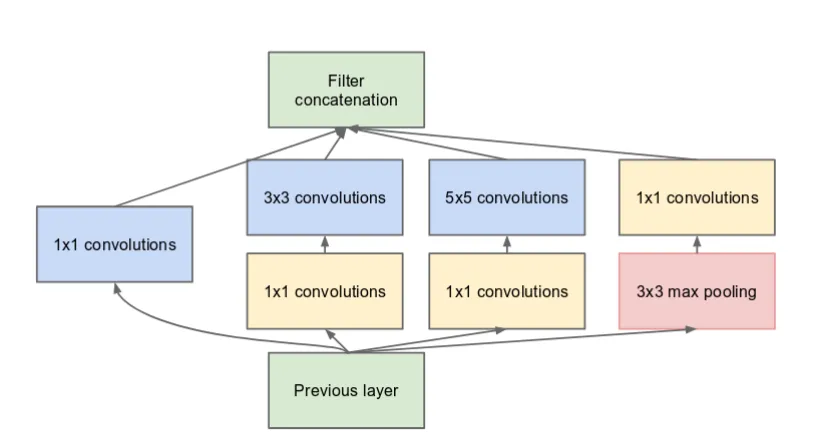 Filter
concatenation
3x3 convolutions
5x5 convolutions
1x1 convolutions
1x1 convolutions
1x1 convolutions
1x1 convolutions
3x3 max pooling
Previous layer